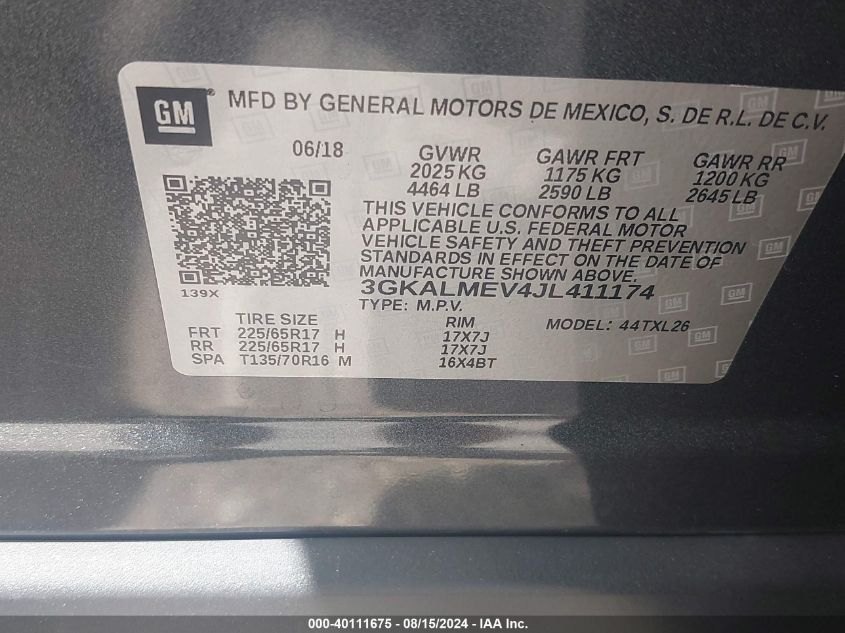 GM
MFD BY GENERAL MOTORS DE MEXICO, S. DE R.L. DE C.V.
06/18
GVWR
2025 KG
4464 LB
GAWR FRT
1175 KG
2590 LB
GAWR RR
1200 KG
2645 LB
THIS VEHICLE CONFORMS TO ALL
APPLICABLE U.S. FEDERAL MOTOR
VEHICLE SAFETY AND THEFT PREVENTION
STANDARDS IN EFFECT ON THE DATE OF
MANUFACTURE SHOWN ABOVE.
3GKALMEV4JL411174
TYPE: M.P.V.
139X
TIRE SIZE
FRT 225/65R17 H
RR 225/65R17 H
SPA T135/70R16 M
RIM
17X7J
17X7J
16X4BT
MODEL: 44TXL26
000-40111675 - 08/15/2024 - IAA Inc.